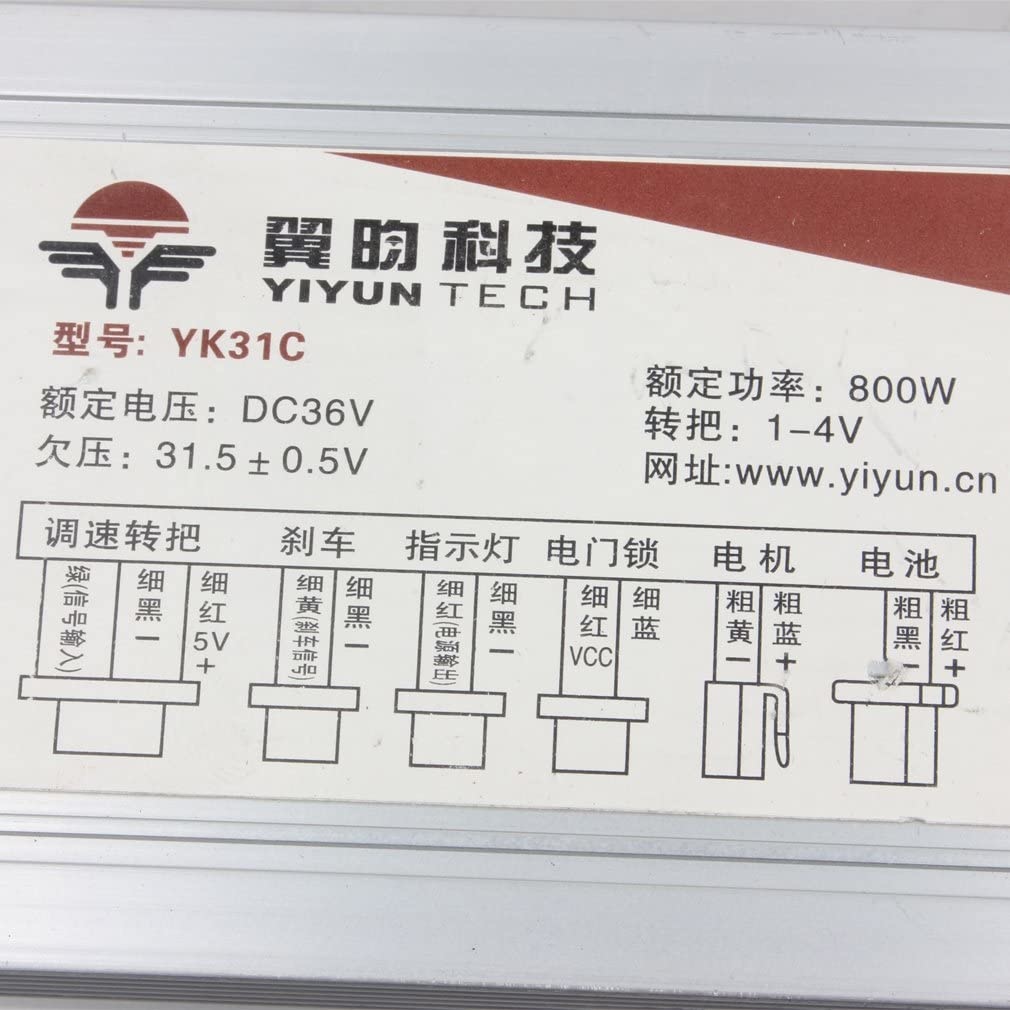 翼昀科技
YIYUN TECH
型号: YK31C
额定电压: DC36V
欠压: 31.5±0.5V
额定功率: 800W
转把: 1-4V
网址:www.yiyun.cn
调速转把 刹车 指示灯 电门锁 电机 电池
绿(信号输入)
细黑 −
细红 5V +
细黄(刹车信号)
细黑 −
细红(电源输出)
细黑 −
细红 VCC
细蓝
粗黄 −
粗蓝 +
粗黑 −
粗红 +